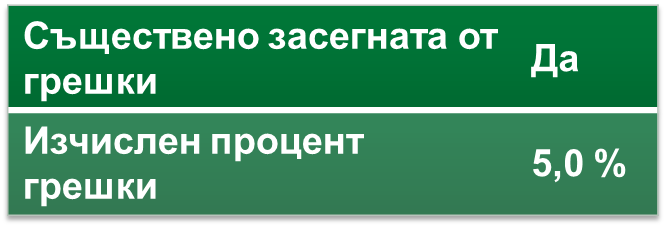 Съществено засегната от
грешки
Да
Изчислен процент
грешки
5,0 %